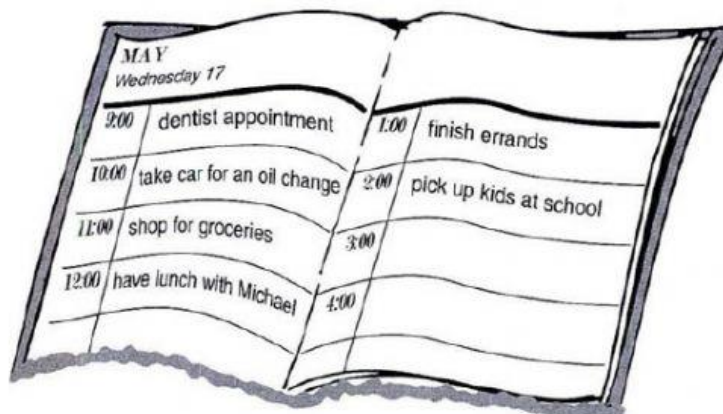 MAY
Wednesday 17
9:00 dentist appointment
10:00 take car for an oil change
11:00 shop for groceries
12:00 have lunch with Michael
1:00 finish errands
2:00 pick up kids at school
3:00
4:00